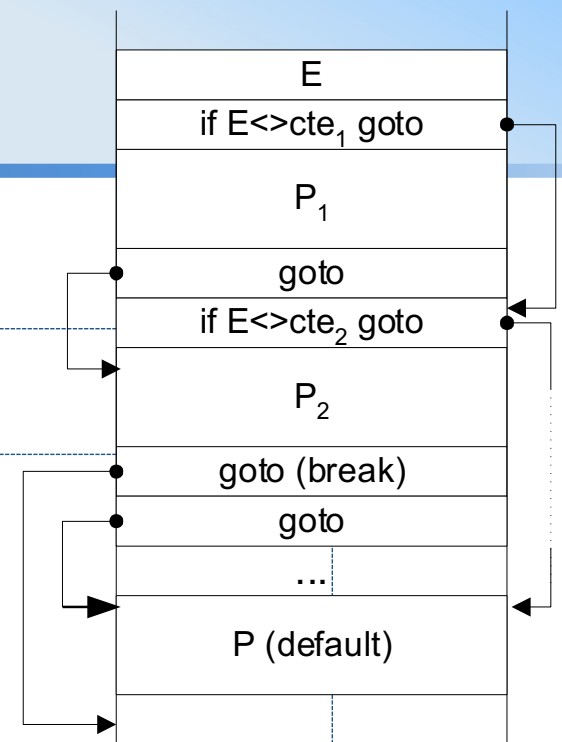 E
if E<>cte₁ goto
P₁
goto
if E<>cte₂ goto
P₂
goto (break)
goto
...
P (default)